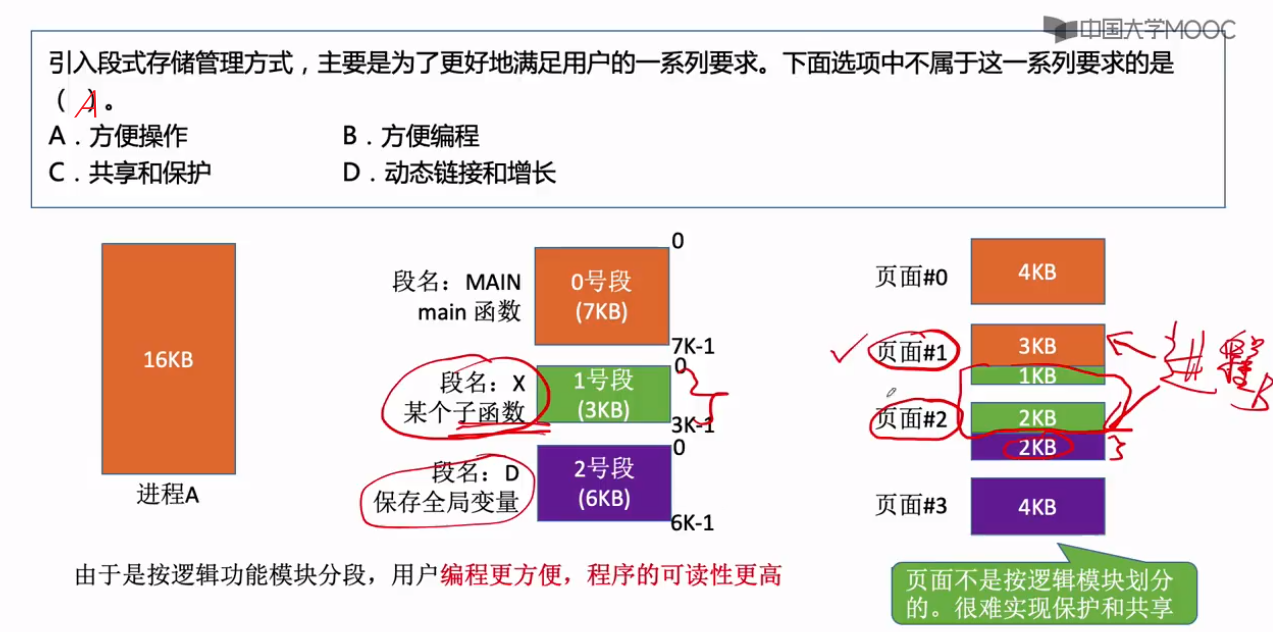 中国大学MOOC
引入段式存储管理方式，主要是为了更好地满足用户的一系列要求。下面选项中不属于这一系列要求的是
（ A ）。
A．方便操作 B．方便编程
C．共享和保护 D．动态链接和增长
16KB
进程A
段名：MAIN
main 函数
0号段
(7KB)
0
7K-1
段名：X
某个子函数
1号段
(3KB)
0
3K-1
段名：D
保存全局变量
2号段
(6KB)
0
6K-1
页面#0
4KB
页面#1
3KB
1KB
页面#2
2KB
2KB
页面#3
4KB
进程B
由于是按逻辑功能模块分段，用户编程更方便，程序的可读性更高
页面不是按逻辑模块划分
的。很难实现保护和共享